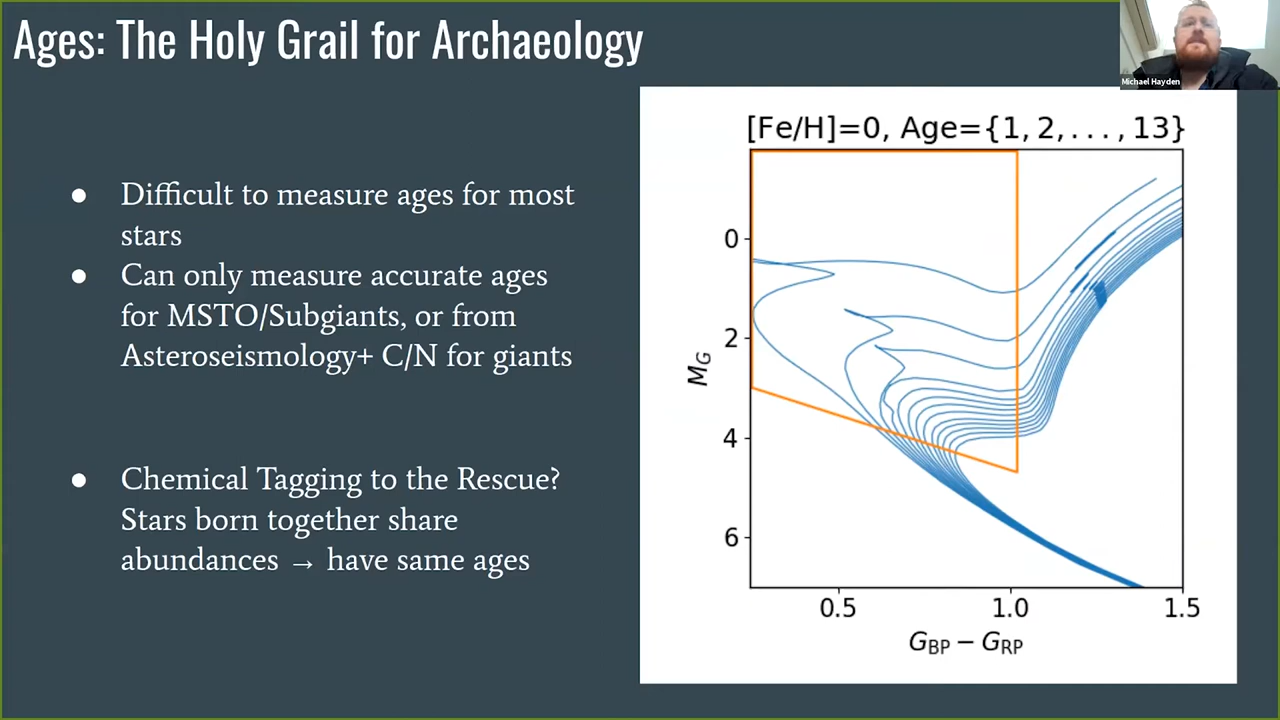 Ages: The Holy Grail for Archaeology
Michael Hayden
● Difficult to measure ages for most
stars
● Can only measure accurate ages
for MSTO/Subgiants, or from
Asteroseismology+ C/N for giants
● Chemical Tagging to the Rescue?
Stars born together share
abundances → have same ages
[Fe/H]=0, Age={1, 2, . . . , 13}
0
2
4
6
M_G
0.5 1.0 1.5
G_BP − G_RP